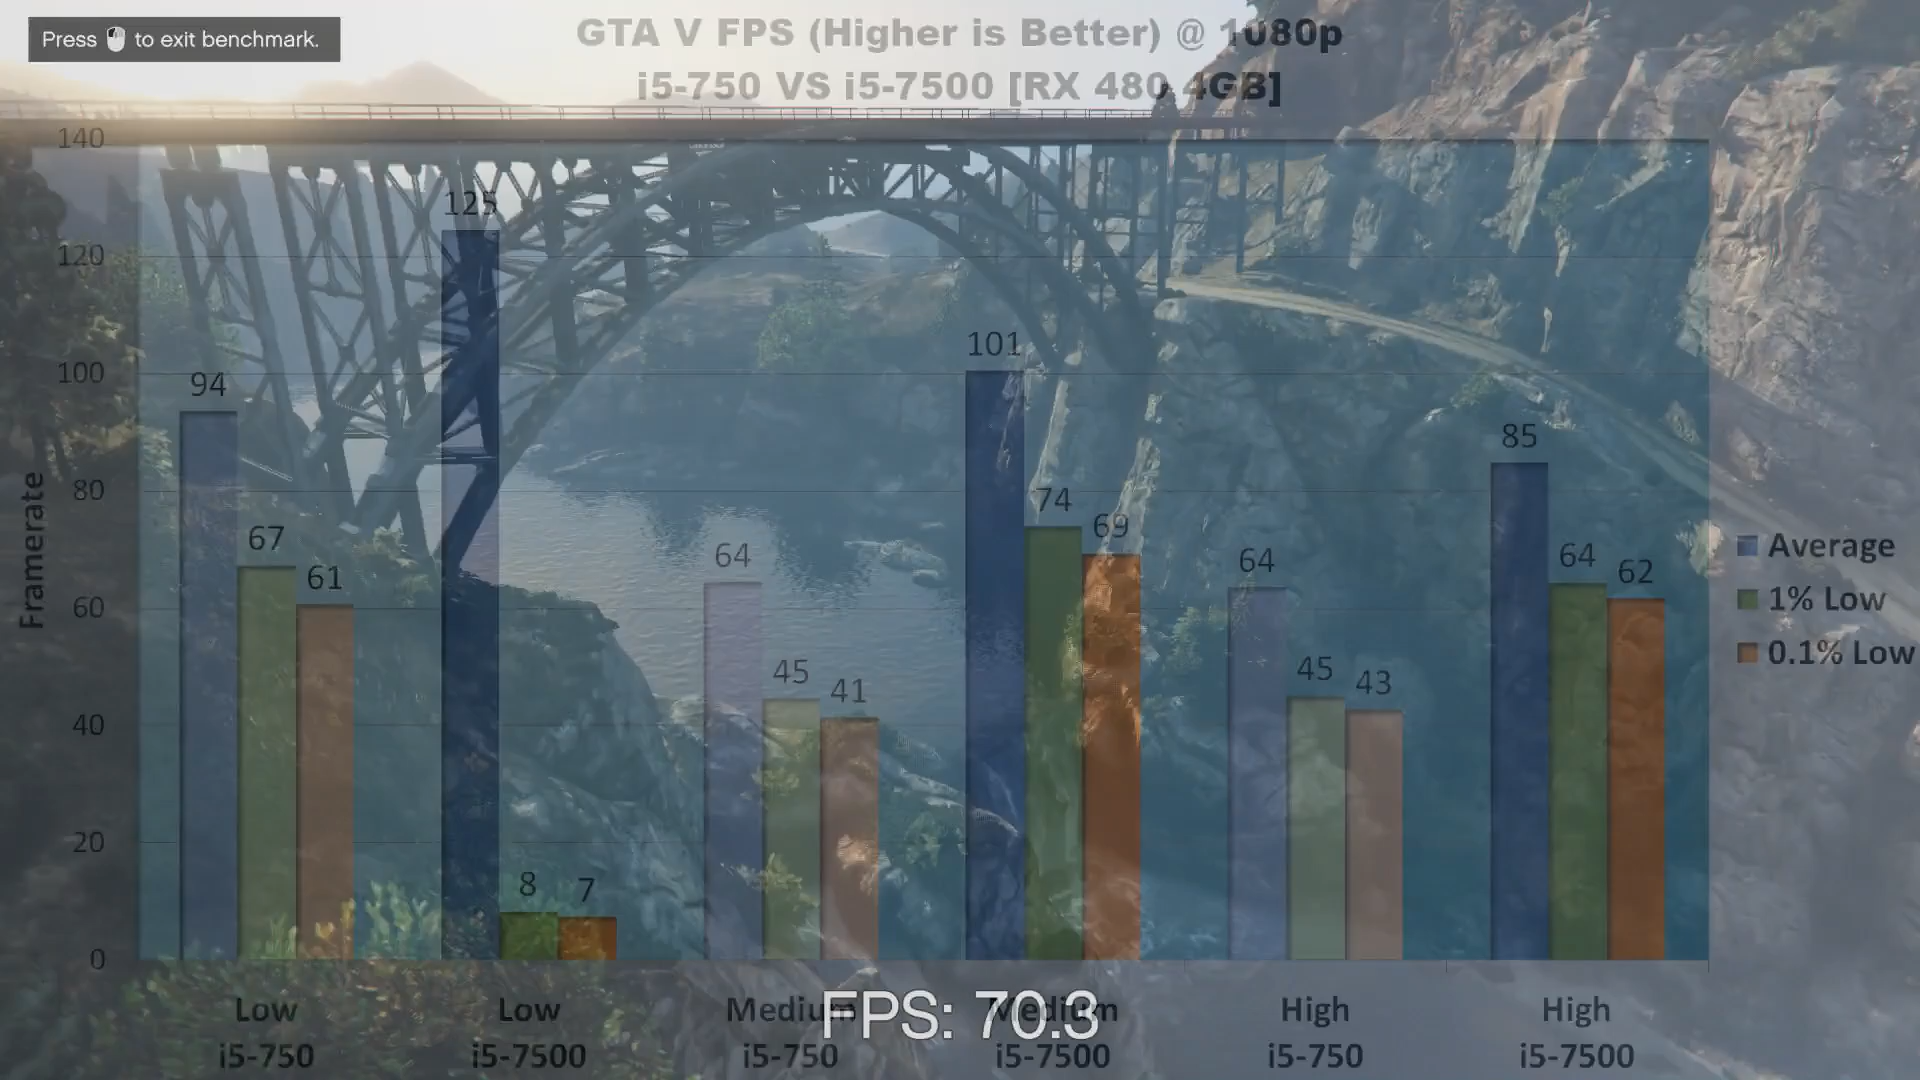 Press to exit benchmark.
GTA V FPS (Higher is Better) @ 1080p
i5-750 VS i5-7500 [RX 480 4GB]
Framerate
140
120
100
80
60
40
20
0
94
67
61
125
8
7
64
45
41
101
74
69
64
45
43
85
64
62
Average
1% Low
0.1% Low
Low Low Medium Medium High High
i5-750 i5-7500 i5-750 i5-7500 i5-750 i5-7500
FPS: 70.3